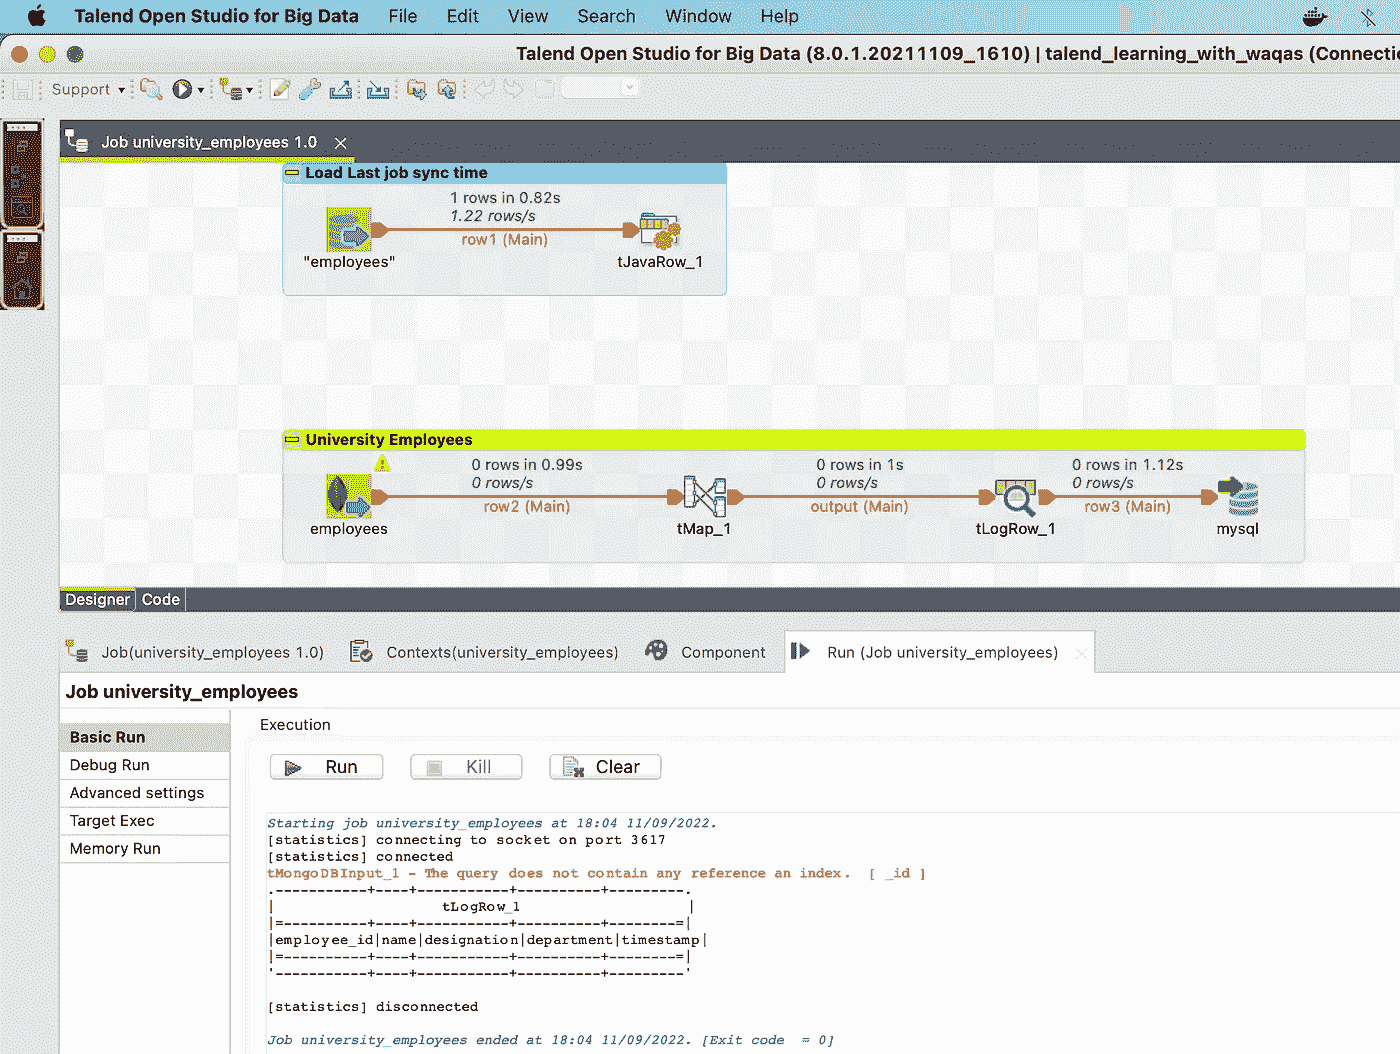 Talend Open Studio for Big Data File Edit View Search Window Help
Talend Open Studio for Big Data (8.0.1.20211109_1610) | talend_learning_with_waqas (Connectio
Support
Job university_employees 1.0
Load Last job sync time
1 rows in 0.82s
1.22 rows/s
row1 (Main)
"employees" tJavaRow_1
University Employees
0 rows in 0.99s 0 rows in 1s 0 rows in 1.12s
0 rows/s 0 rows/s 0 rows/s
row2 (Main) output (Main) row3 (Main)
employees tMap_1 tLogRow_1 mysql
Designer Code
Job(university_employees 1.0) Contexts(university_employees) Component Run (Job university_employees)
Job university_employees
Execution
Basic Run
Debug Run
Advanced settings
Target Exec
Memory Run
Run Kill Clear
Starting job university_employees at 18:04 11/09/2022.
[statistics] connecting to socket on port 3617
[statistics] connected
tMongoDBInput_1 - The query does not contain any reference an index.  [ _id ]
.-----------+----+-----------+----------+---------.
| tLogRow_1 |
|=----------+----+-----------+----------+--------=|
|employee_id|name|designation|department|timestamp|
|=----------+----+-----------+----------+--------=|
'-----------+----+-----------+----------+---------'
[statistics] disconnected
Job university_employees ended at 18:04 11/09/2022. [Exit code  = 0]